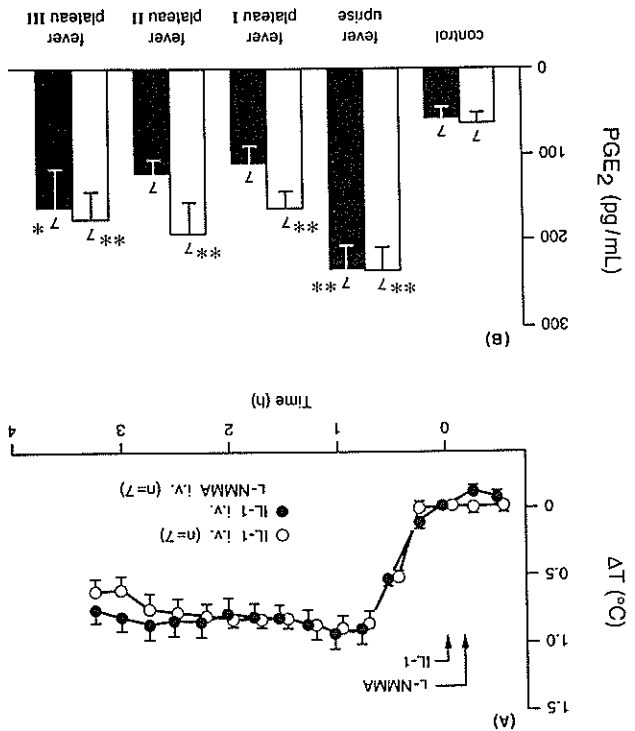 (A)
1.5
1.0
0.5
0
ΔT (°C)
L-NMMA
IL-1
○ IL-1 i.v. (n=7)
● IL-1 i.v.
L-NMMA i.v. (n=7)
0 1 2 3 4
Time (h)
(B)
300
200
100
0
PGE2 (pg/mL)
7 7
7** 7**
7** 7
7** 7
7** 7*
control
fever uprise
fever plateau I
fever plateau II
fever plateau III